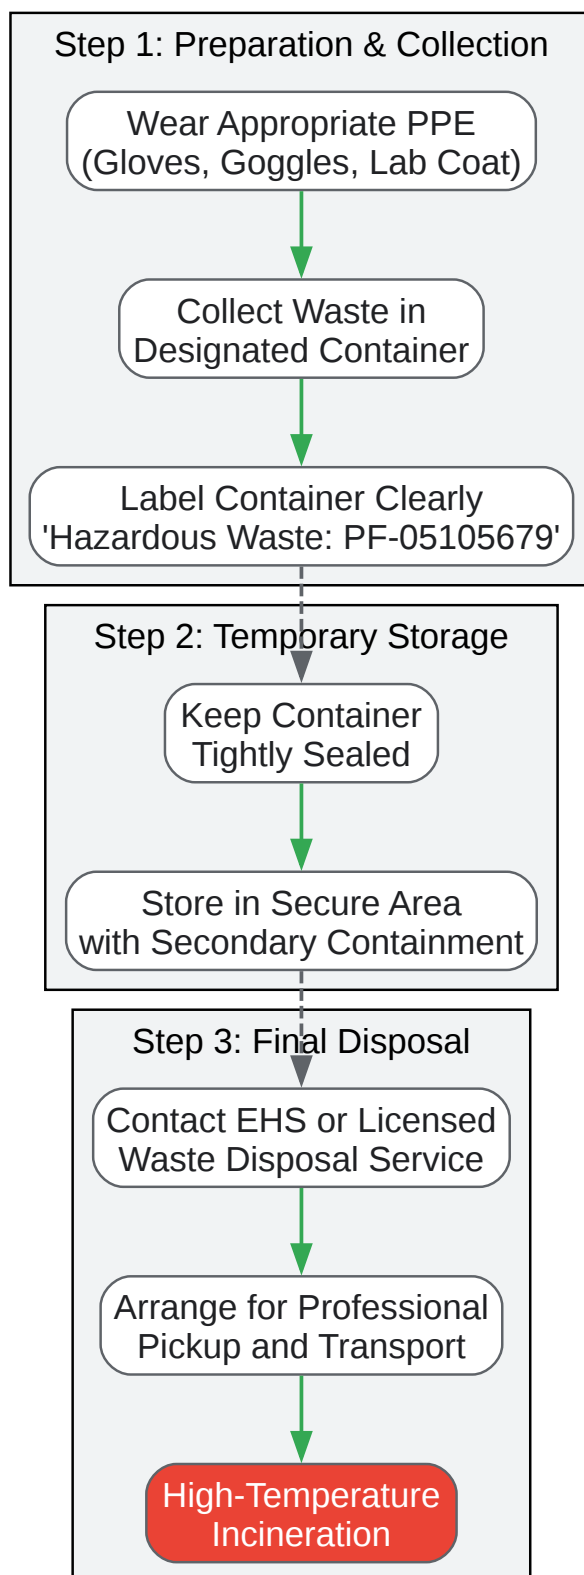 Step 1: Preparation & Collection
Wear Appropriate PPE
(Gloves, Goggles, Lab Coat)
Collect Waste in
Designated Container
Label Container Clearly
'Hazardous Waste: PF-05105679'
Step 2: Temporary Storage
Keep Container
Tightly Sealed
Store in Secure Area
with Secondary Containment
Step 3: Final Disposal
Contact EHS or Licensed
Waste Disposal Service
Arrange for Professional
Pickup and Transport
High-Temperature
Incineration